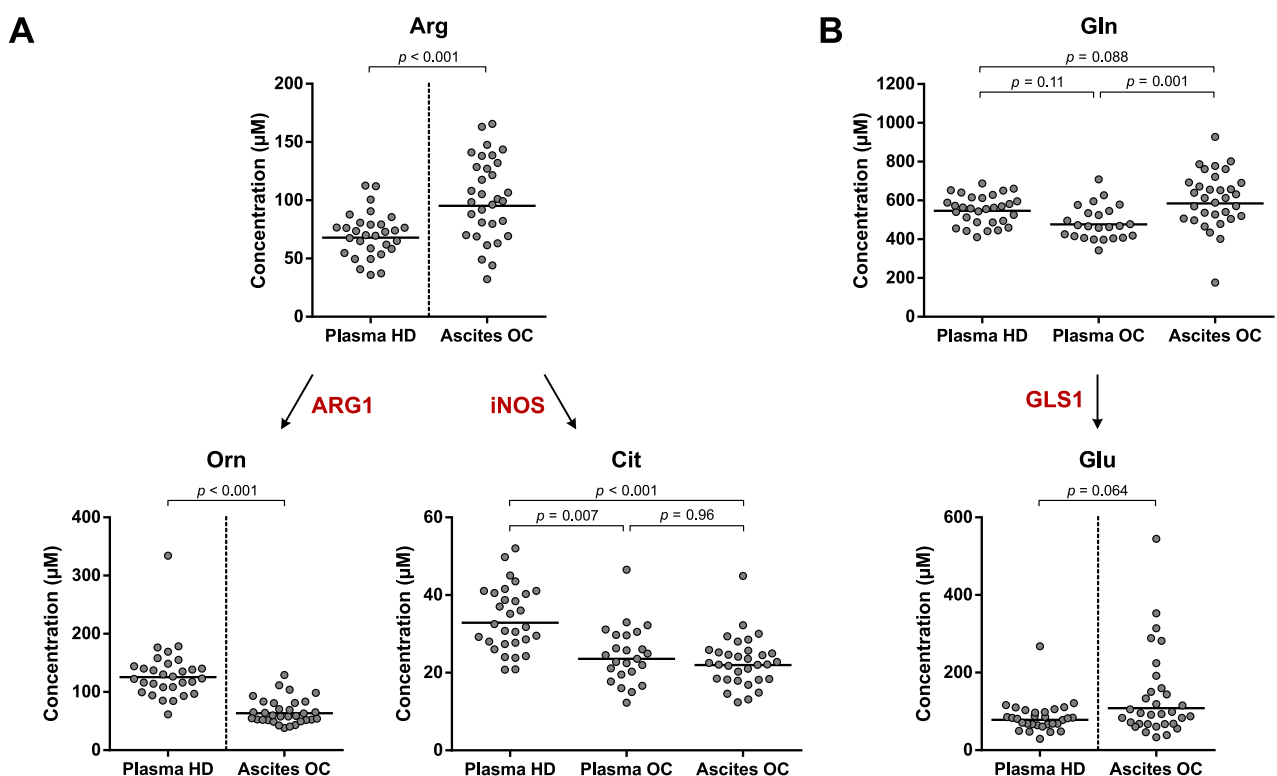 A
Arg
p < 0.001
Concentration (µM)
200
150
100
50
0
Plasma HD
Ascites OC
B
Gln
p = 0.088
p = 0.11
p = 0.001
Concentration (µM)
1200
1000
800
600
400
200
0
Plasma HD
Plasma OC
Ascites OC
ARG1
iNOS
GLS1
Orn
p < 0.001
Concentration (µM)
400
300
200
100
0
Plasma HD
Ascites OC
Cit
p < 0.001
p = 0.007
p = 0.96
Concentration (µM)
60
40
20
0
Plasma HD
Plasma OC
Ascites OC
Glu
p = 0.064
Concentration (µM)
600
400
200
0
Plasma HD
Ascites OC